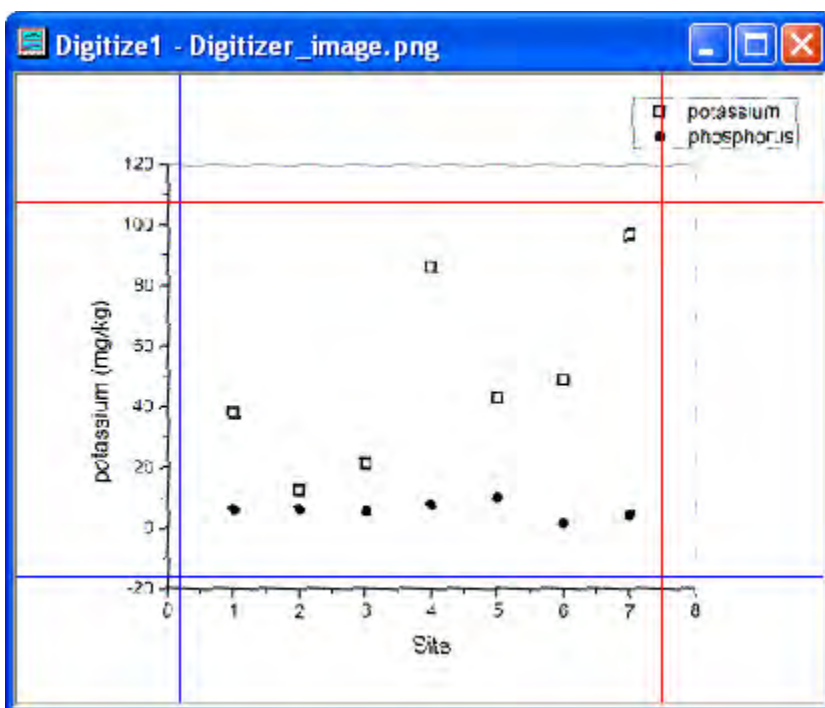 Digitize1 - Digitizer_image.png
potassium
phosphorus
120
100
80
60
40
20
0
-20
potassium (mg/kg)
0 1 2 3 4 5 6 7 8
Site